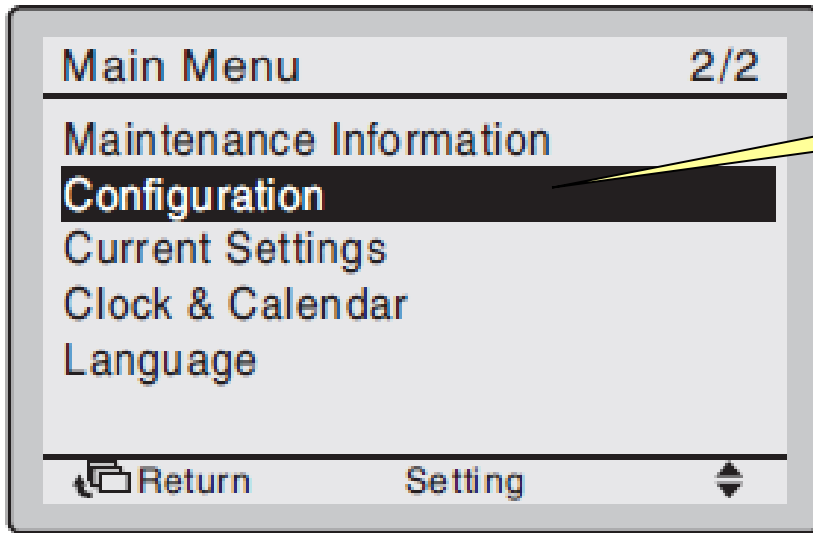 Main Menu 2/2
Maintenance Information
Configuration
Current Settings
Clock & Calendar
Language
Return Setting